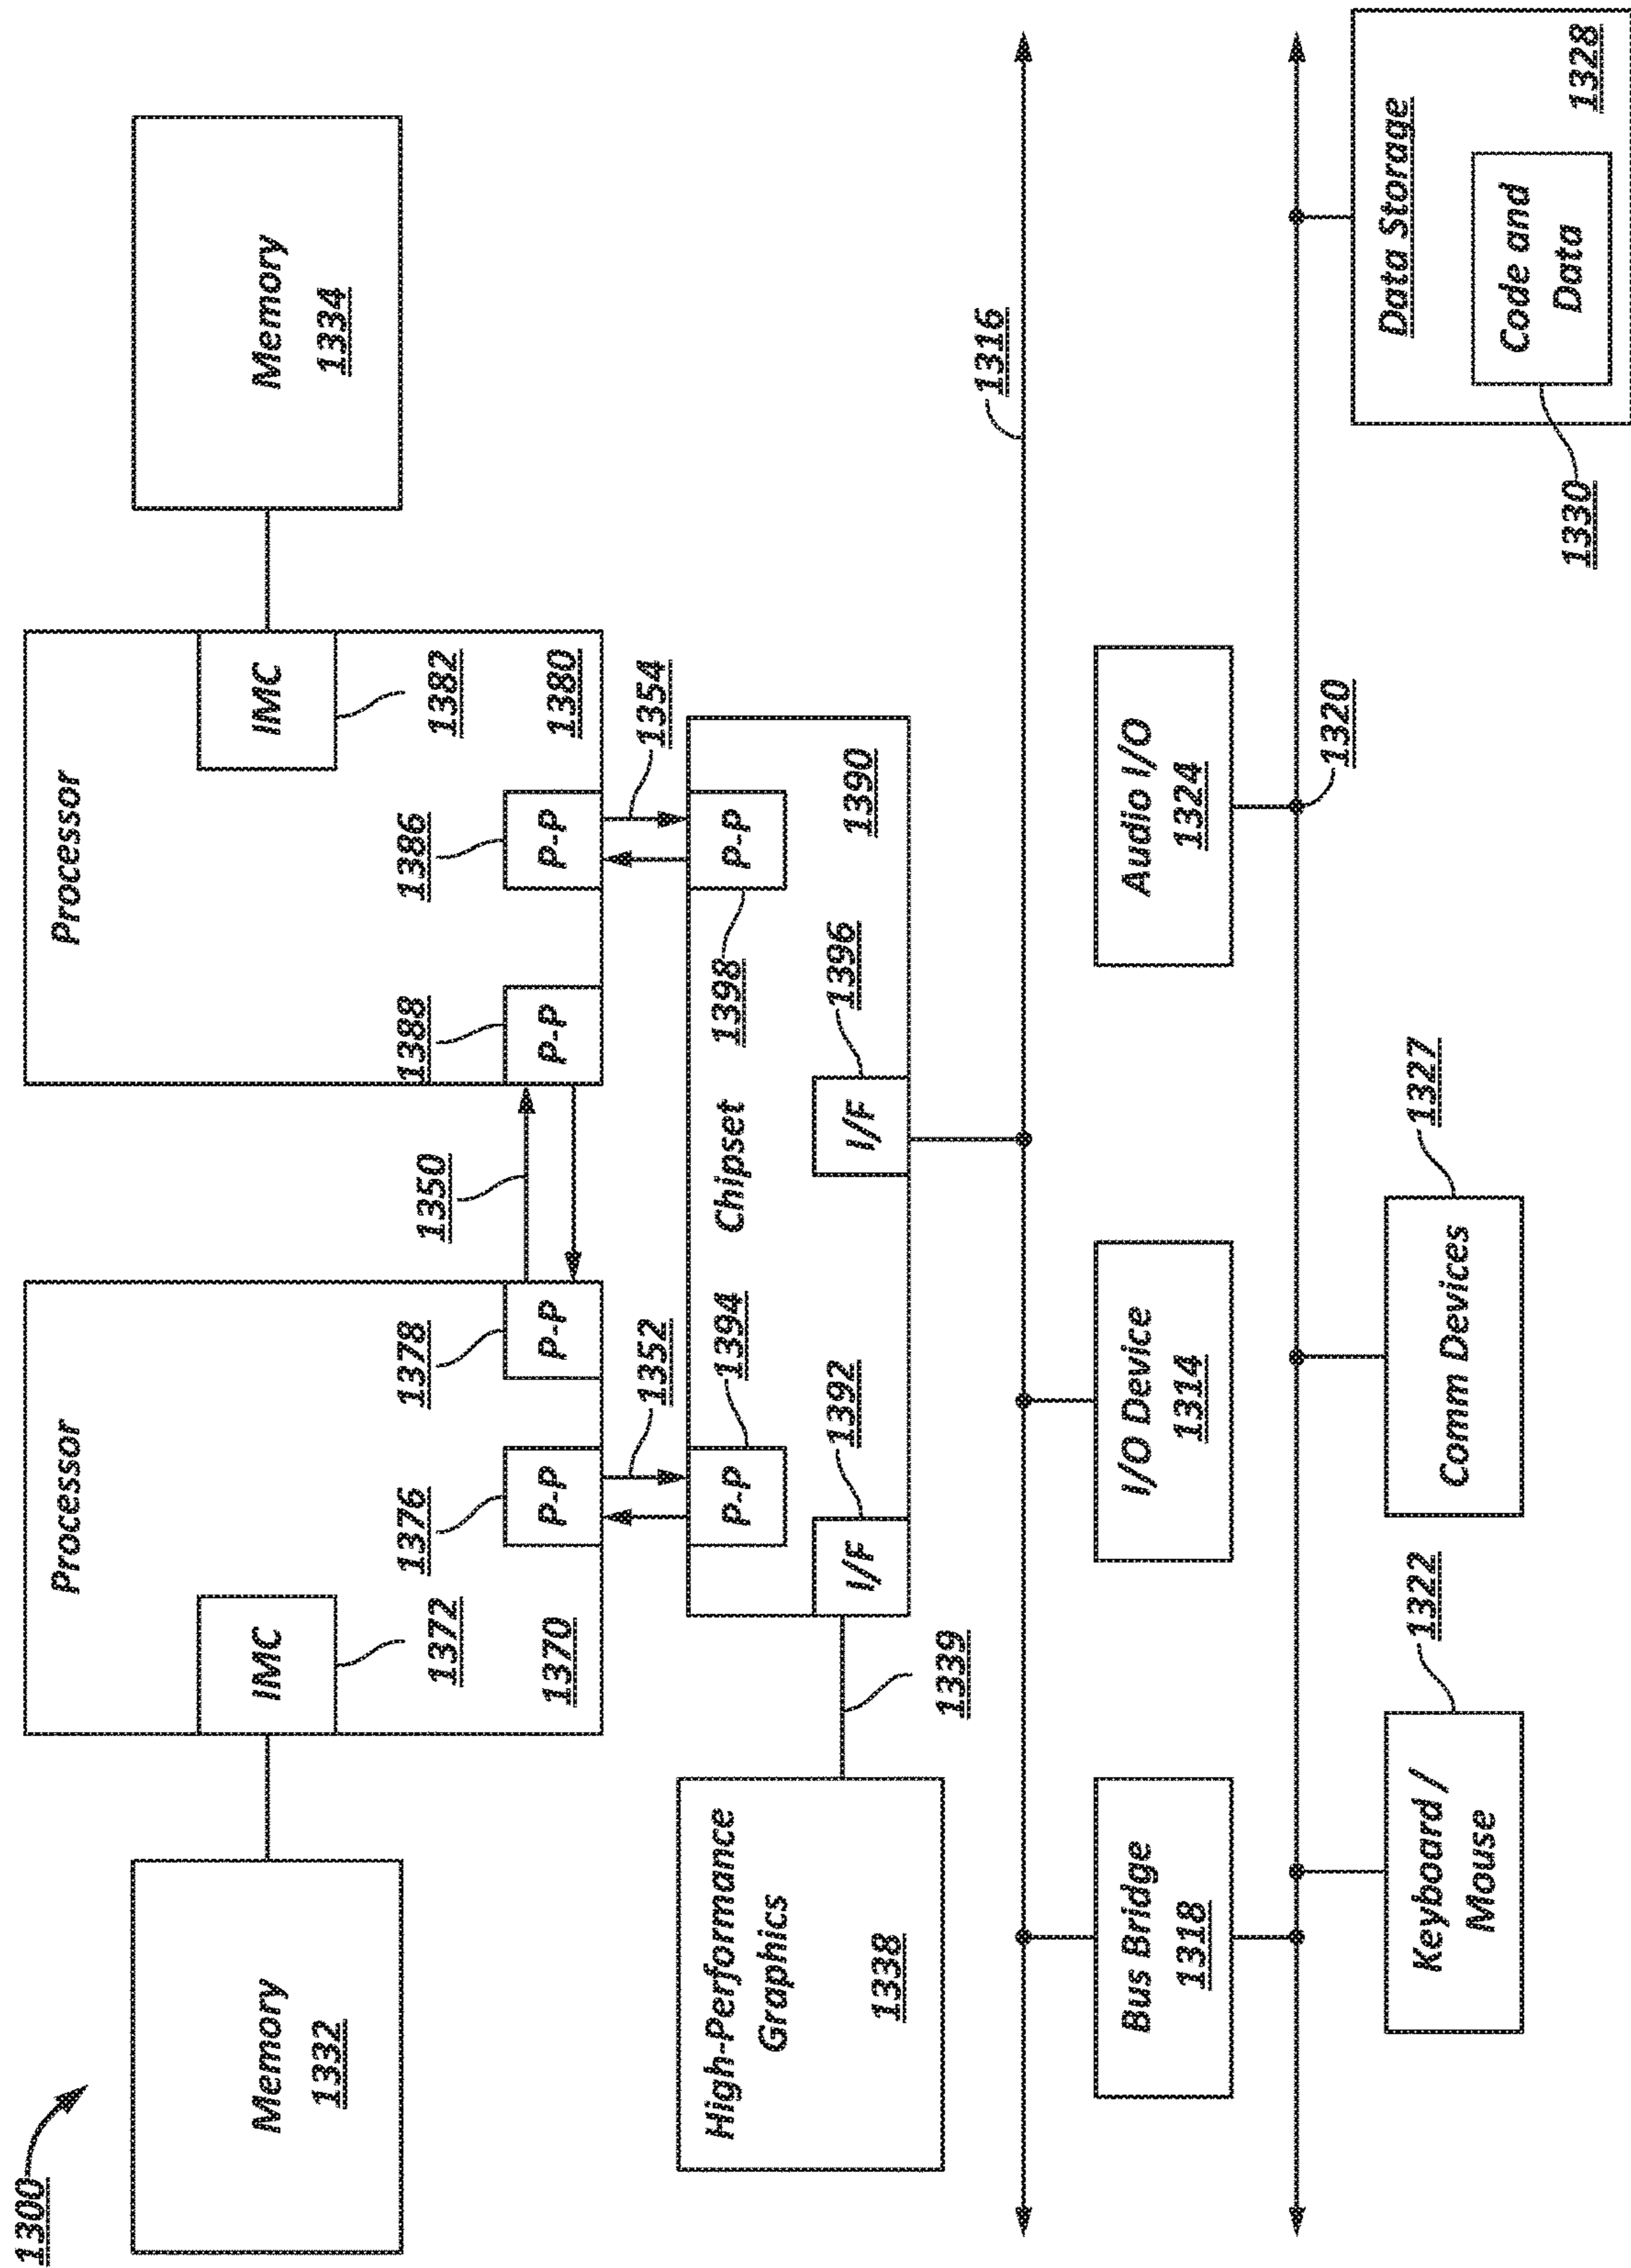 1300
Memory
1332
Processor
IMC
1372
1370
1376
P-P
1378
P-P
1350
Processor
1388
P-P
1386
P-P
IMC
1382
1380
Memory
1334
1352
1354
High-Performance
Graphics
1338
1339
P-P
1394
Chipset
1398
P-P
I/F
1392
I/F
1396
1390
1316
Bus Bridge
1318
I/O Device
1314
Audio I/O
1324
1320
Keyboard /
Mouse
1322
Comm Devices
1327
Data Storage
Code and
Data
1328
1330